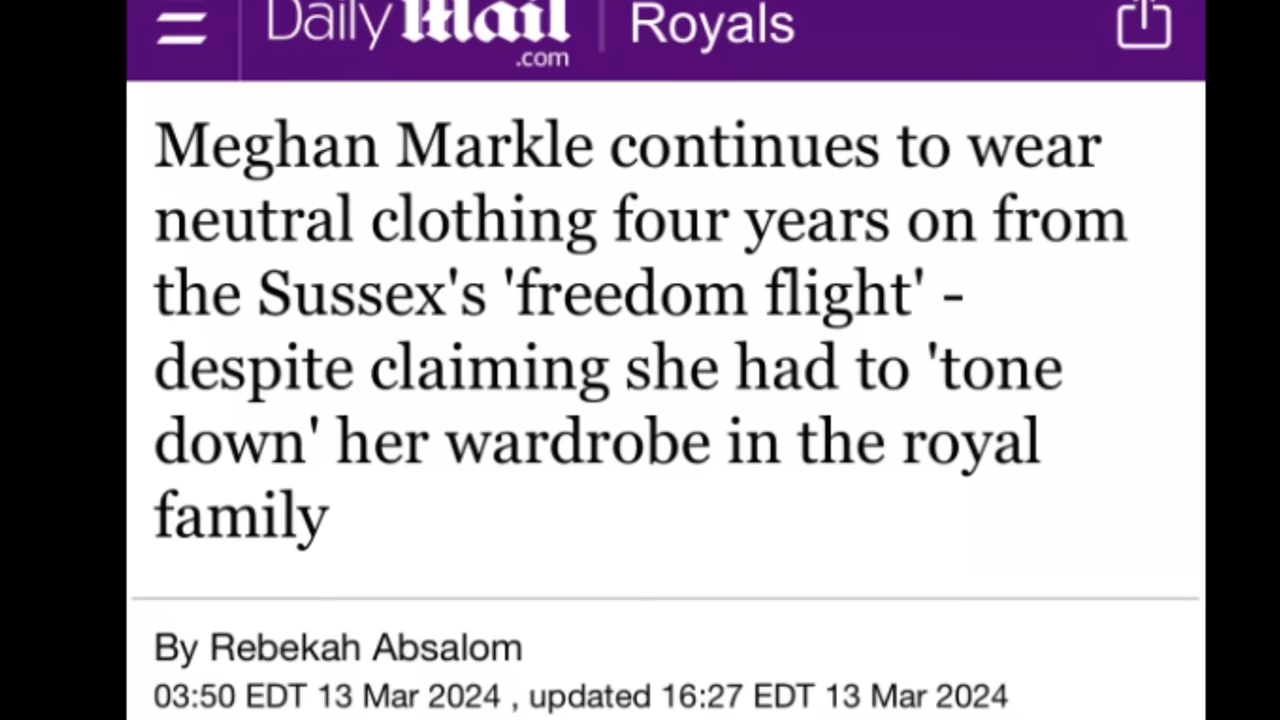 Daily Mail .com Royals
Meghan Markle continues to wear
neutral clothing four years on from
the Sussex's 'freedom flight' -
despite claiming she had to 'tone
down' her wardrobe in the royal
family
By Rebekah Absalom
03:50 EDT 13 Mar 2024 , updated 16:27 EDT 13 Mar 2024